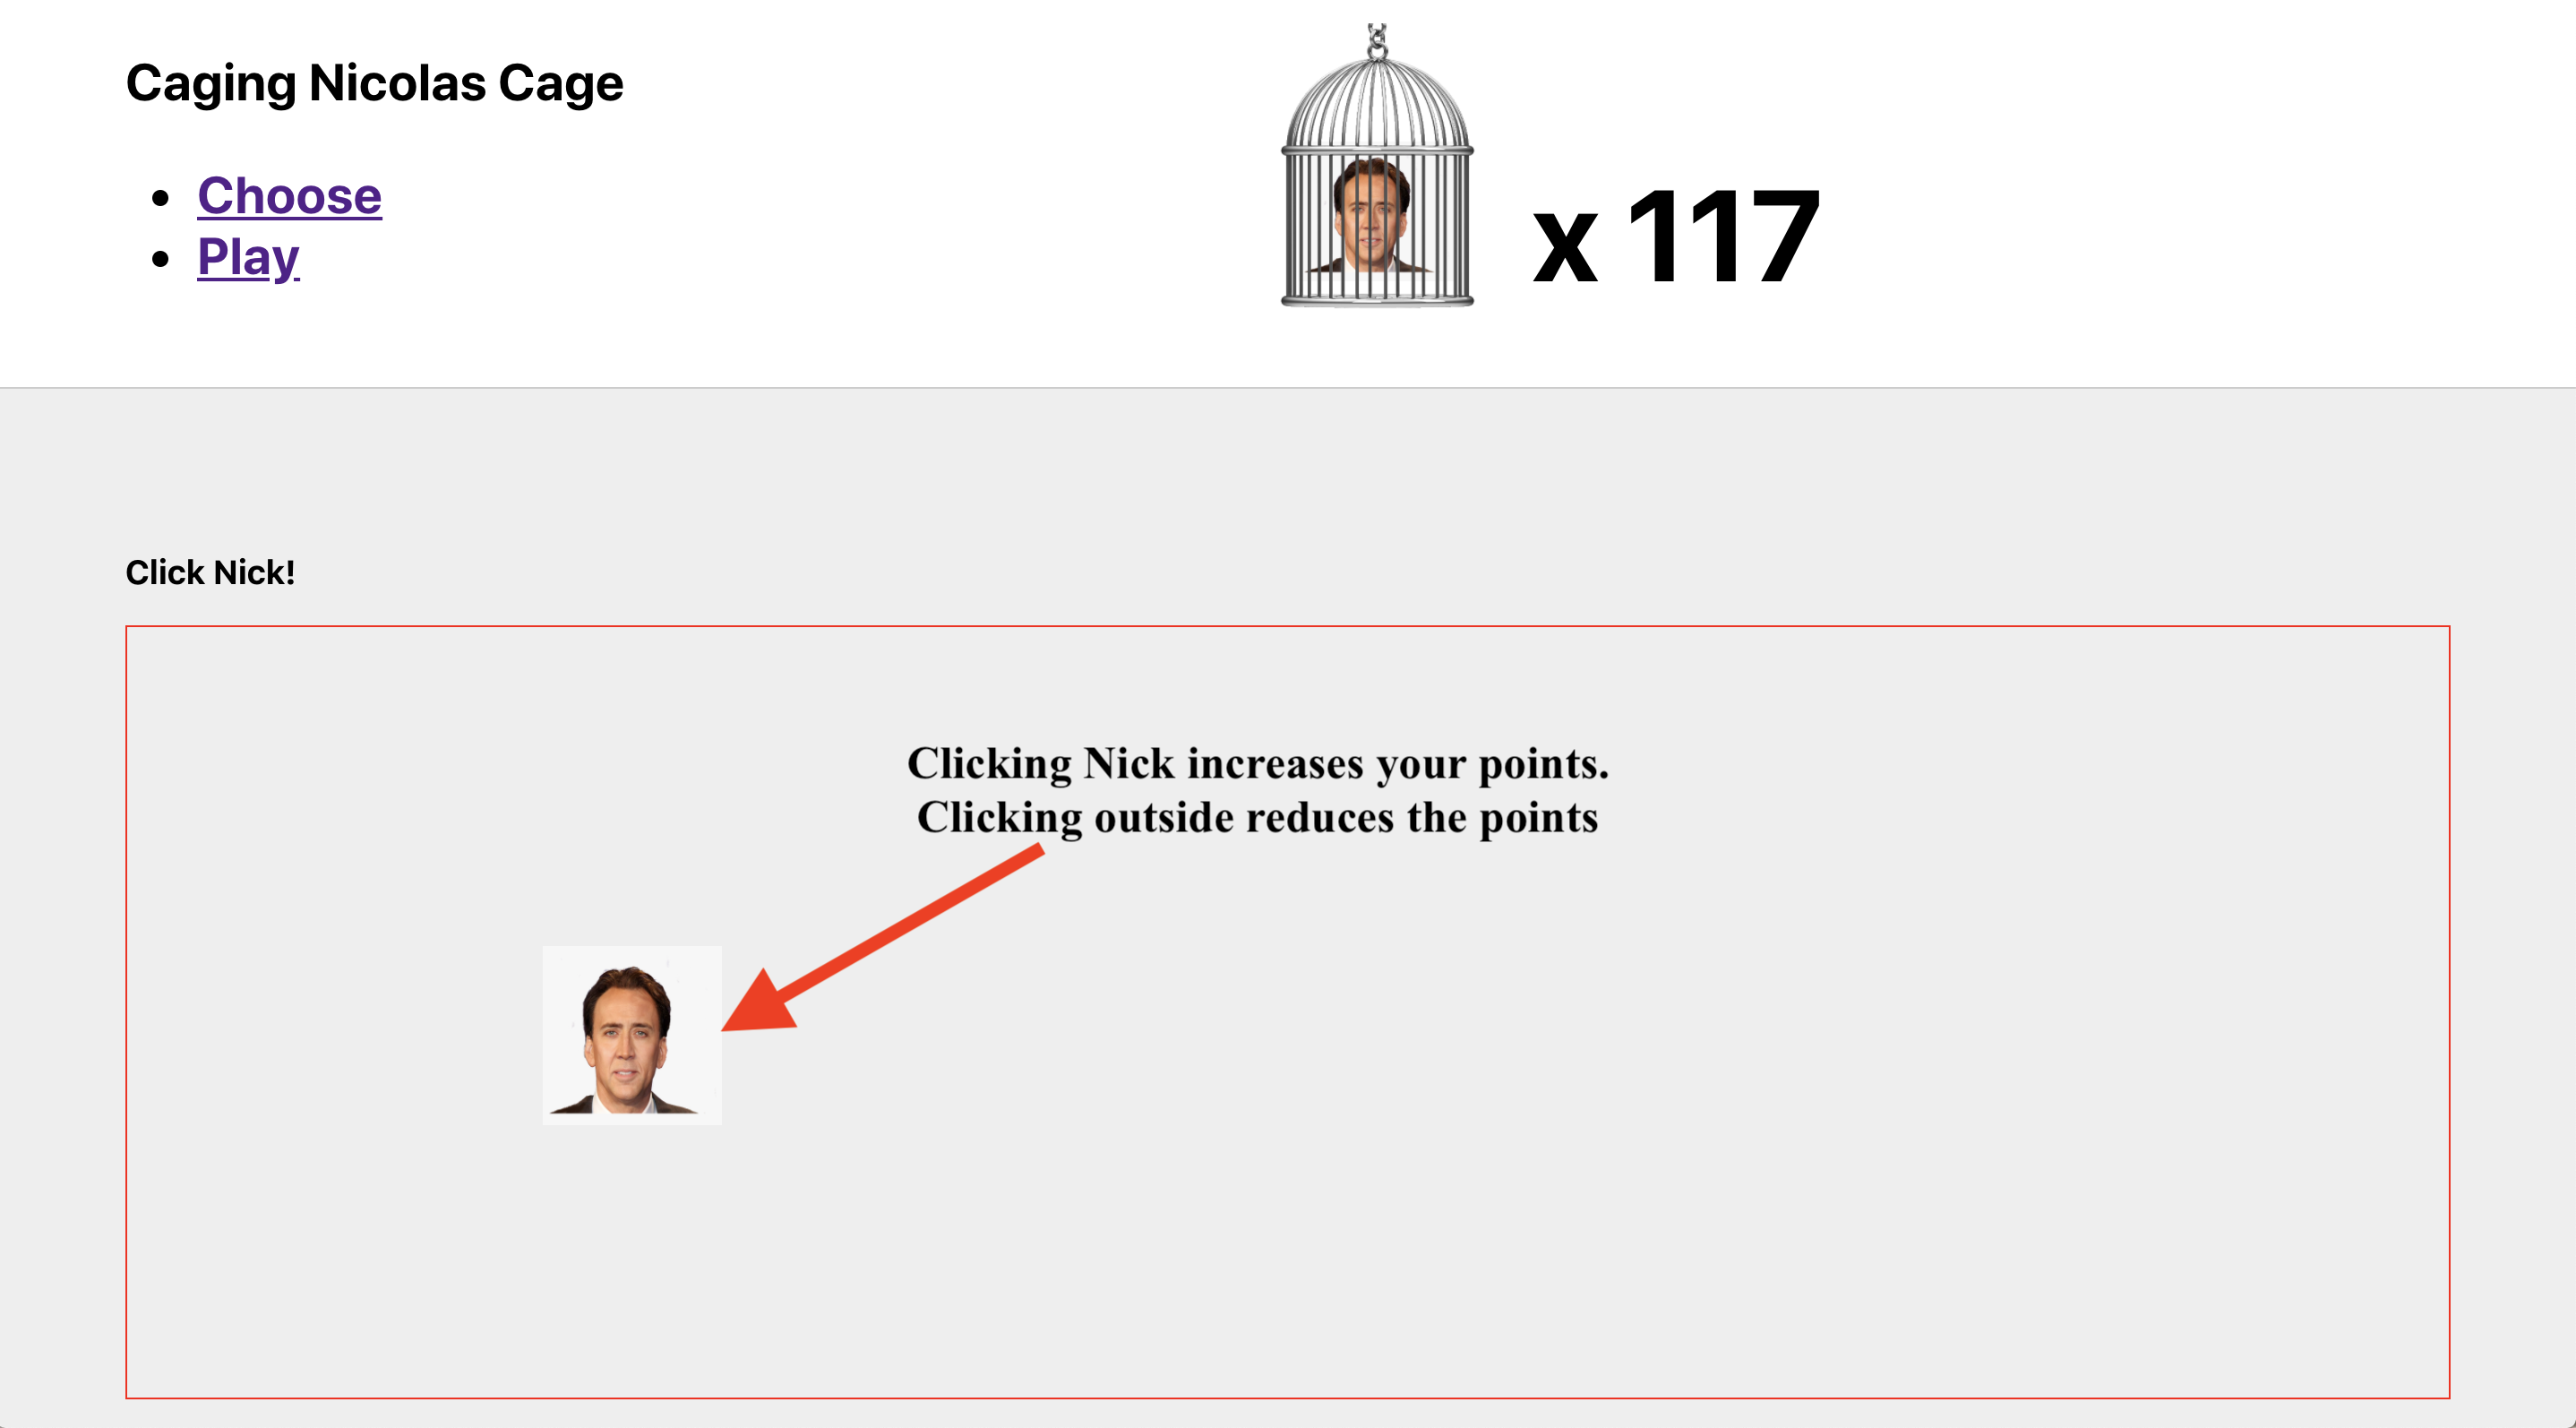 Caging Nicolas Cage
Choose
Play
x 117
Click Nick!
Clicking Nick increases your points.
Clicking outside reduces the points